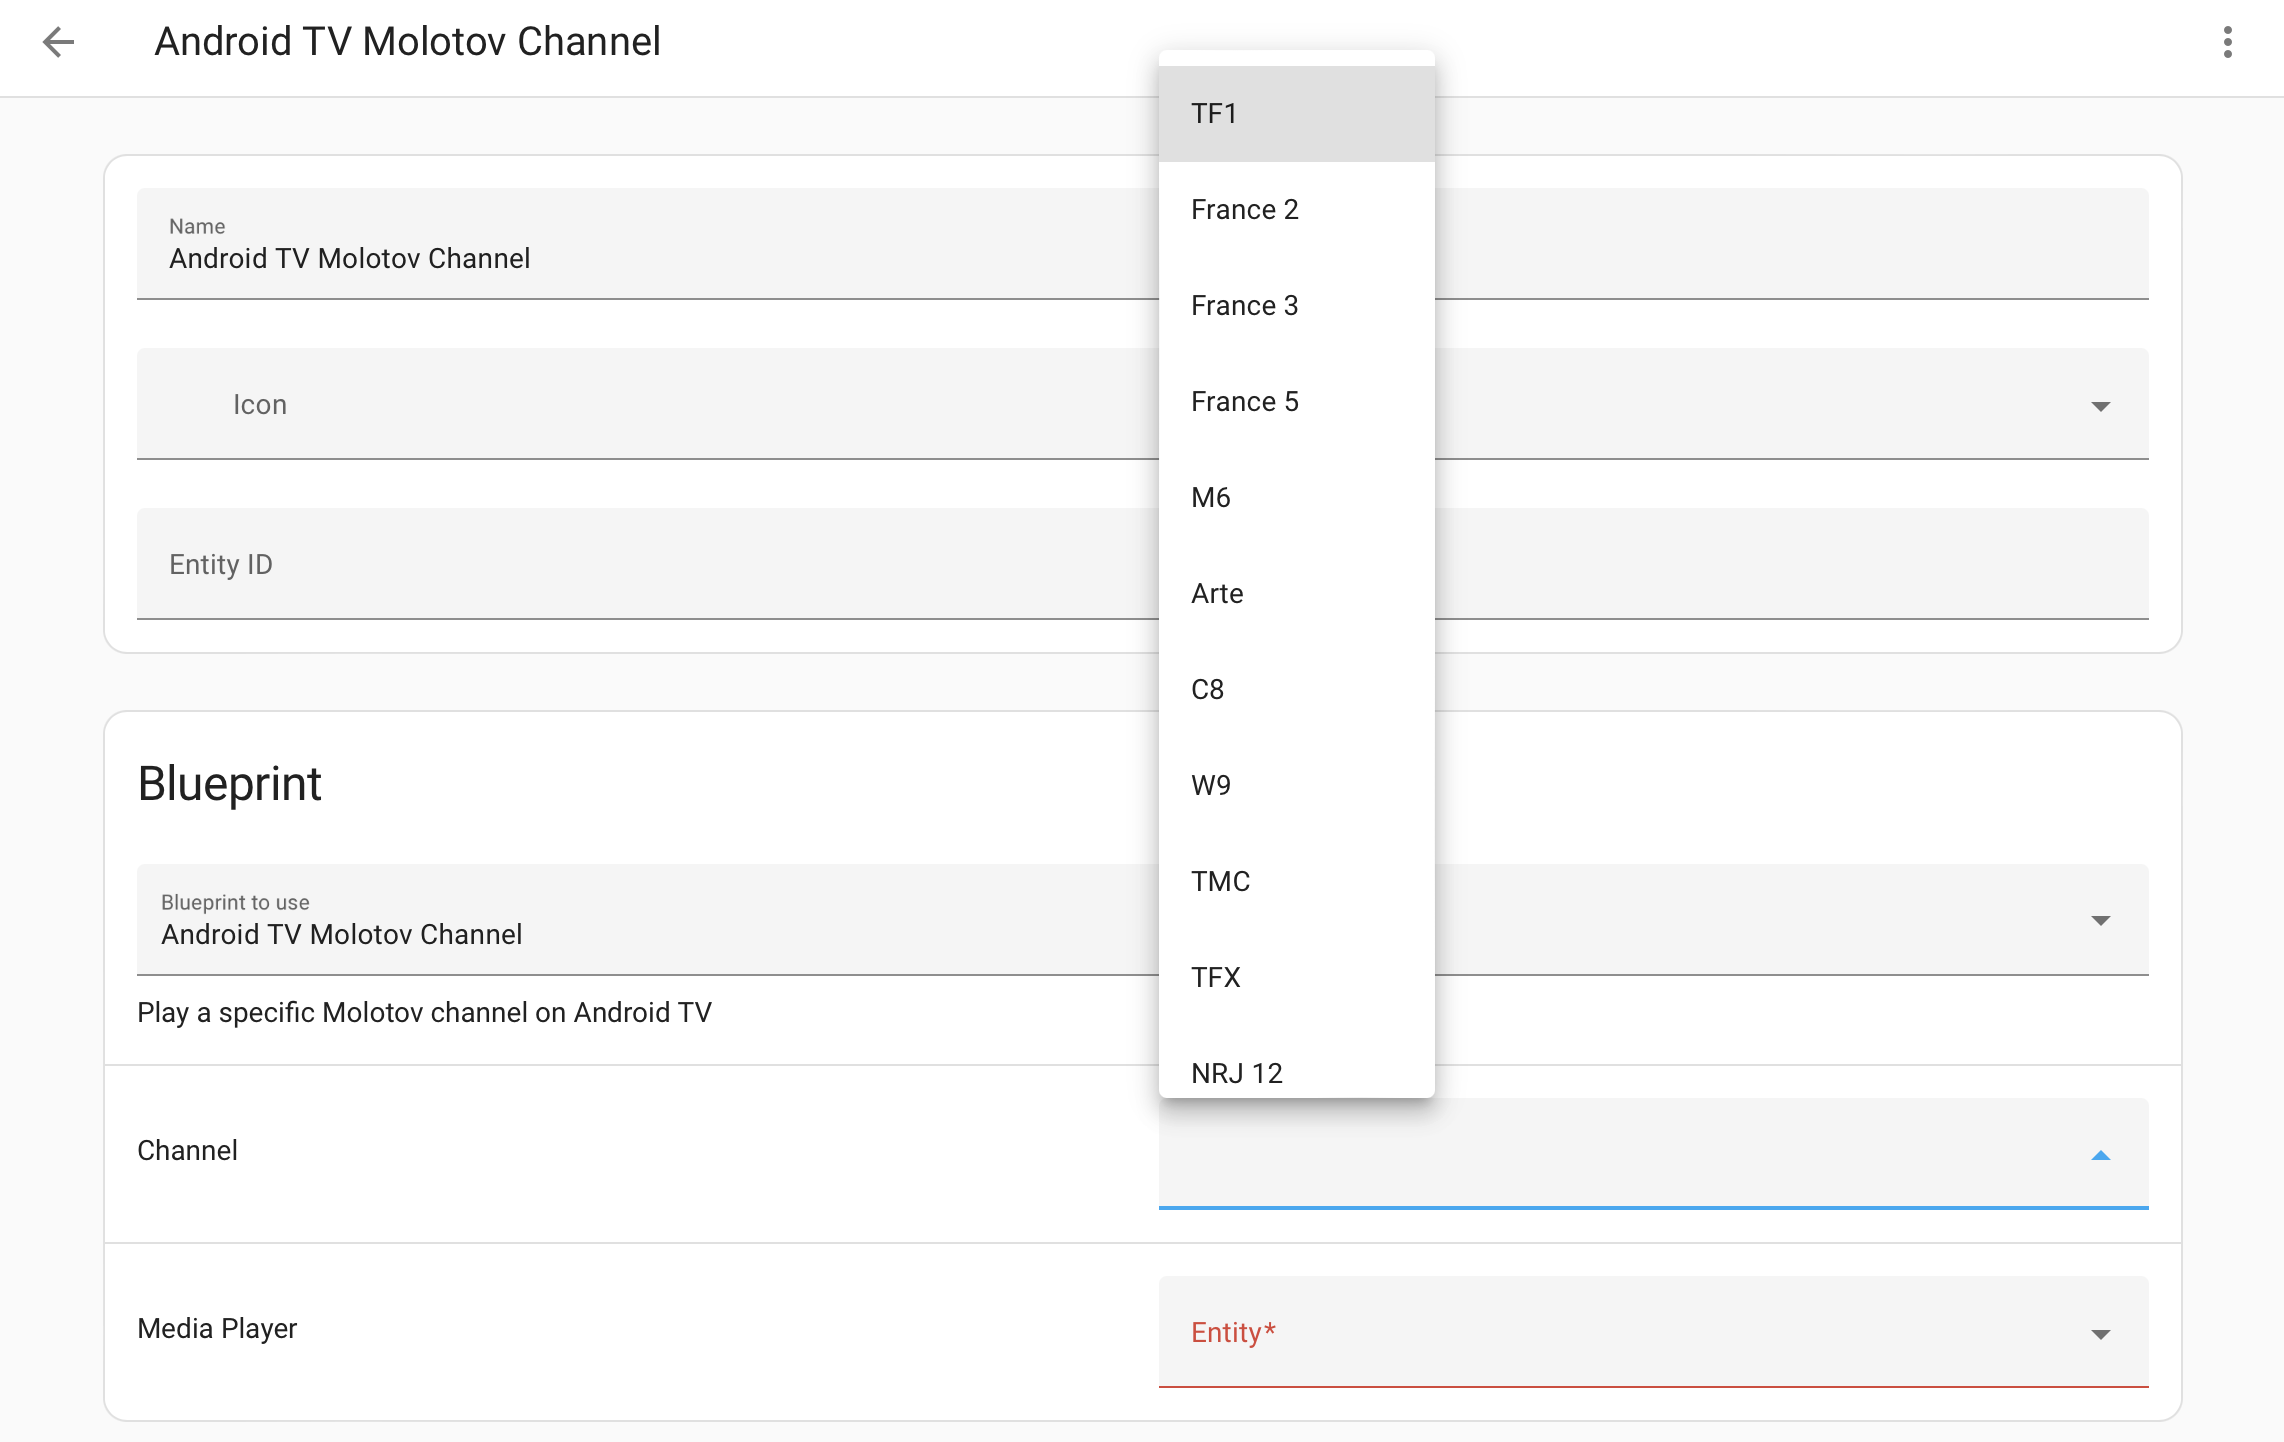 Android TV Molotov Channel
Name
Android TV Molotov Channel
Icon
Entity ID
Blueprint
Blueprint to use
Android TV Molotov Channel
Play a specific Molotov channel on Android TV
Channel
TF1
France 2
France 3
France 5
M6
Arte
C8
W9
TMC
TFX
NRJ 12
Media Player
Entity*